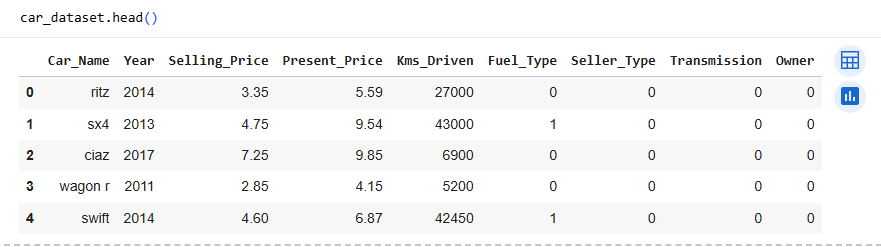 car_dataset.head()
Car_Name Year Selling_Price Present_Price Kms_Driven Fuel_Type Seller_Type Transmission Owner
0 ritz 2014 3.35 5.59 27000 0 0 0 0
1 sx4 2013 4.75 9.54 43000 1 0 0 0
2 ciaz 2017 7.25 9.85 6900 0 0 0 0
3 wagon r 2011 2.85 4.15 5200 0 0 0 0
4 swift 2014 4.60 6.87 42450 1 0 0 0